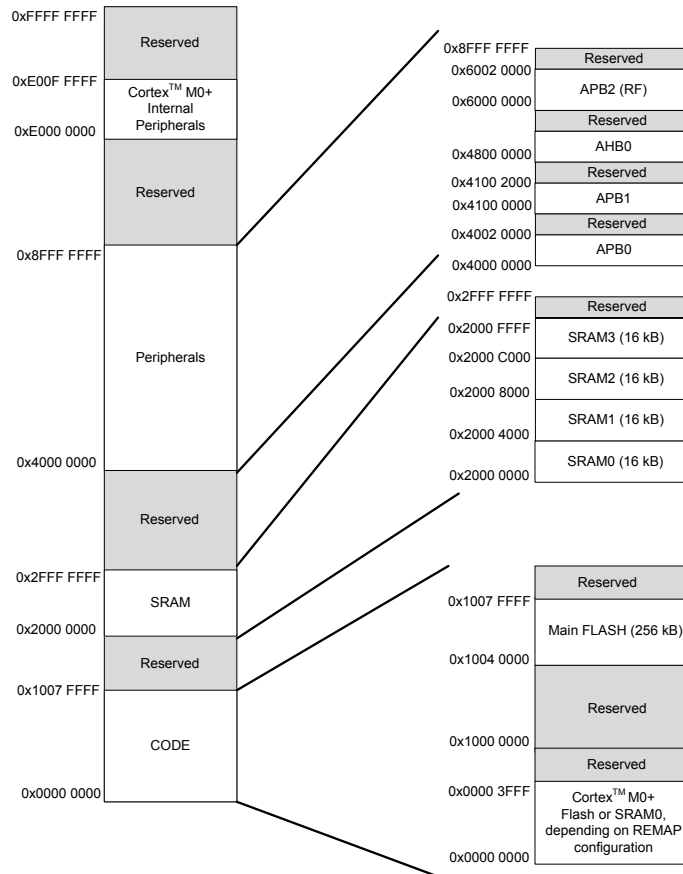 0xFFFF FFFF
Reserved
0xE00F FFFF
Cortex™ M0+
Internal
Peripherals
0xE000 0000
Reserved
0x8FFF FFFF
Peripherals
0x4000 0000
Reserved
0x2FFF FFFF
SRAM
0x2000 0000
Reserved
0x1007 FFFF
CODE
0x0000 0000
0x8FFF FFFF
Reserved
0x6002 0000
APB2 (RF)
0x6000 0000
Reserved
AHB0
0x4800 0000
Reserved
0x4100 2000
APB1
0x4100 0000
Reserved
0x4002 0000
APB0
0x4000 0000
0x2FFF FFFF
Reserved
0x2000 FFFF
SRAM3 (16 kB)
0x2000 C000
SRAM2 (16 kB)
0x2000 8000
SRAM1 (16 kB)
0x2000 4000
SRAM0 (16 kB)
0x2000 0000
Reserved
0x1007 FFFF
Main FLASH (256 kB)
0x1004 0000
Reserved
0x1000 0000
Reserved
0x0000 3FFF
Cortex™ M0+
Flash or SRAM0,
depending on REMAP
configuration
0x0000 0000